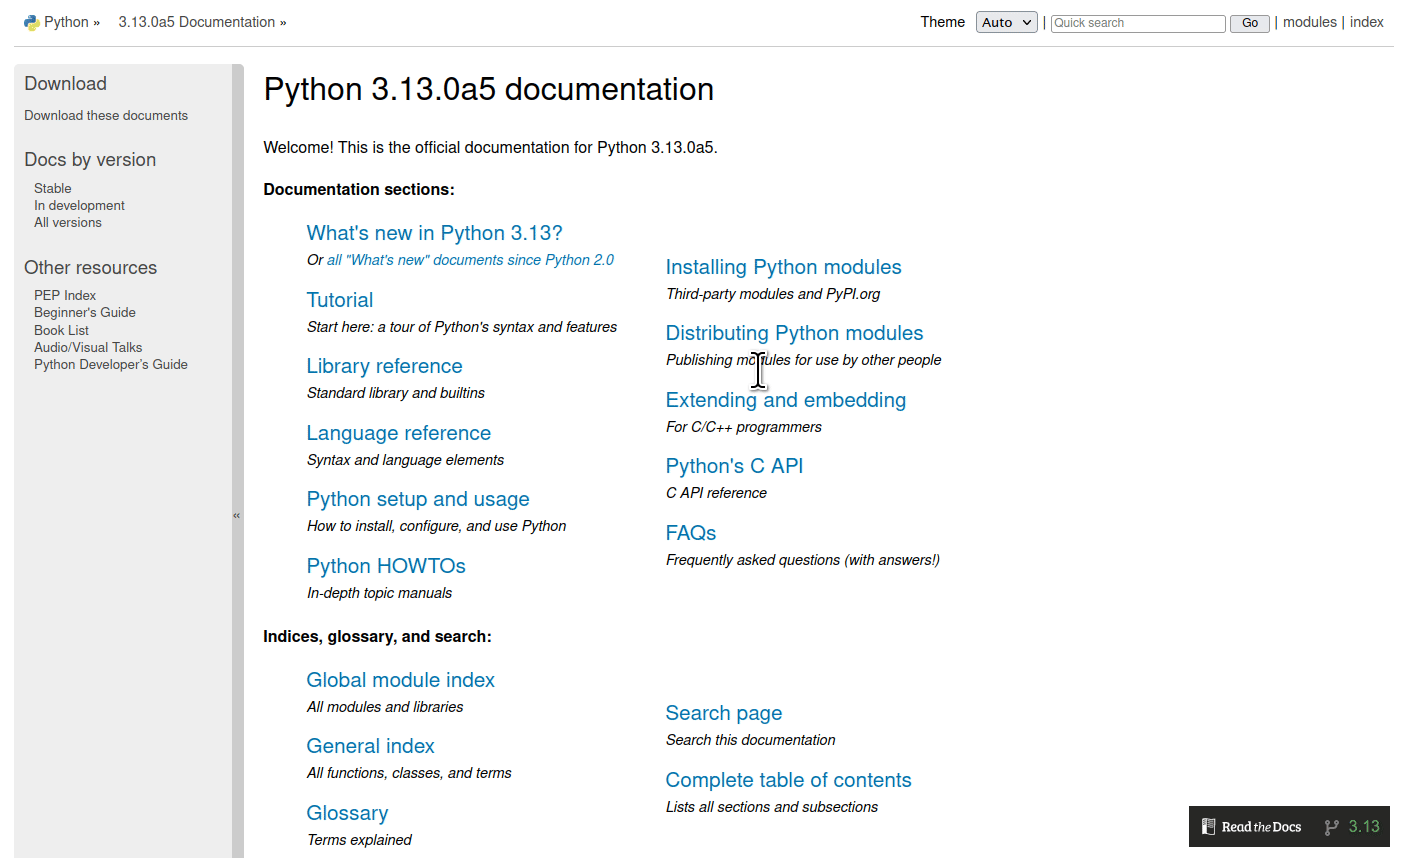 Python » 3.13.0a5 Documentation »
Theme Auto | Quick search Go | modules | index
Download
Download these documents
Docs by version
Stable
In development
All versions
Other resources
PEP Index
Beginner's Guide
Book List
Audio/Visual Talks
Python Developer's Guide
«
Python 3.13.0a5 documentation
Welcome! This is the official documentation for Python 3.13.0a5.
Documentation sections:
What's new in Python 3.13?
Or all "What's new" documents since Python 2.0
Tutorial
Start here: a tour of Python's syntax and features
Library reference
Standard library and builtins
Language reference
Syntax and language elements
Python setup and usage
How to install, configure, and use Python
Python HOWTOs
In-depth topic manuals
Installing Python modules
Third-party modules and PyPI.org
Distributing Python modules
Publishing modules for use by other people
Extending and embedding
For C/C++ programmers
Python's C API
C API reference
FAQs
Frequently asked questions (with answers!)
Indices, glossary, and search:
Global module index
All modules and libraries
General index
All functions, classes, and terms
Glossary
Terms explained
Search page
Search this documentation
Complete table of contents
Lists all sections and subsections
Read the Docs 3.13